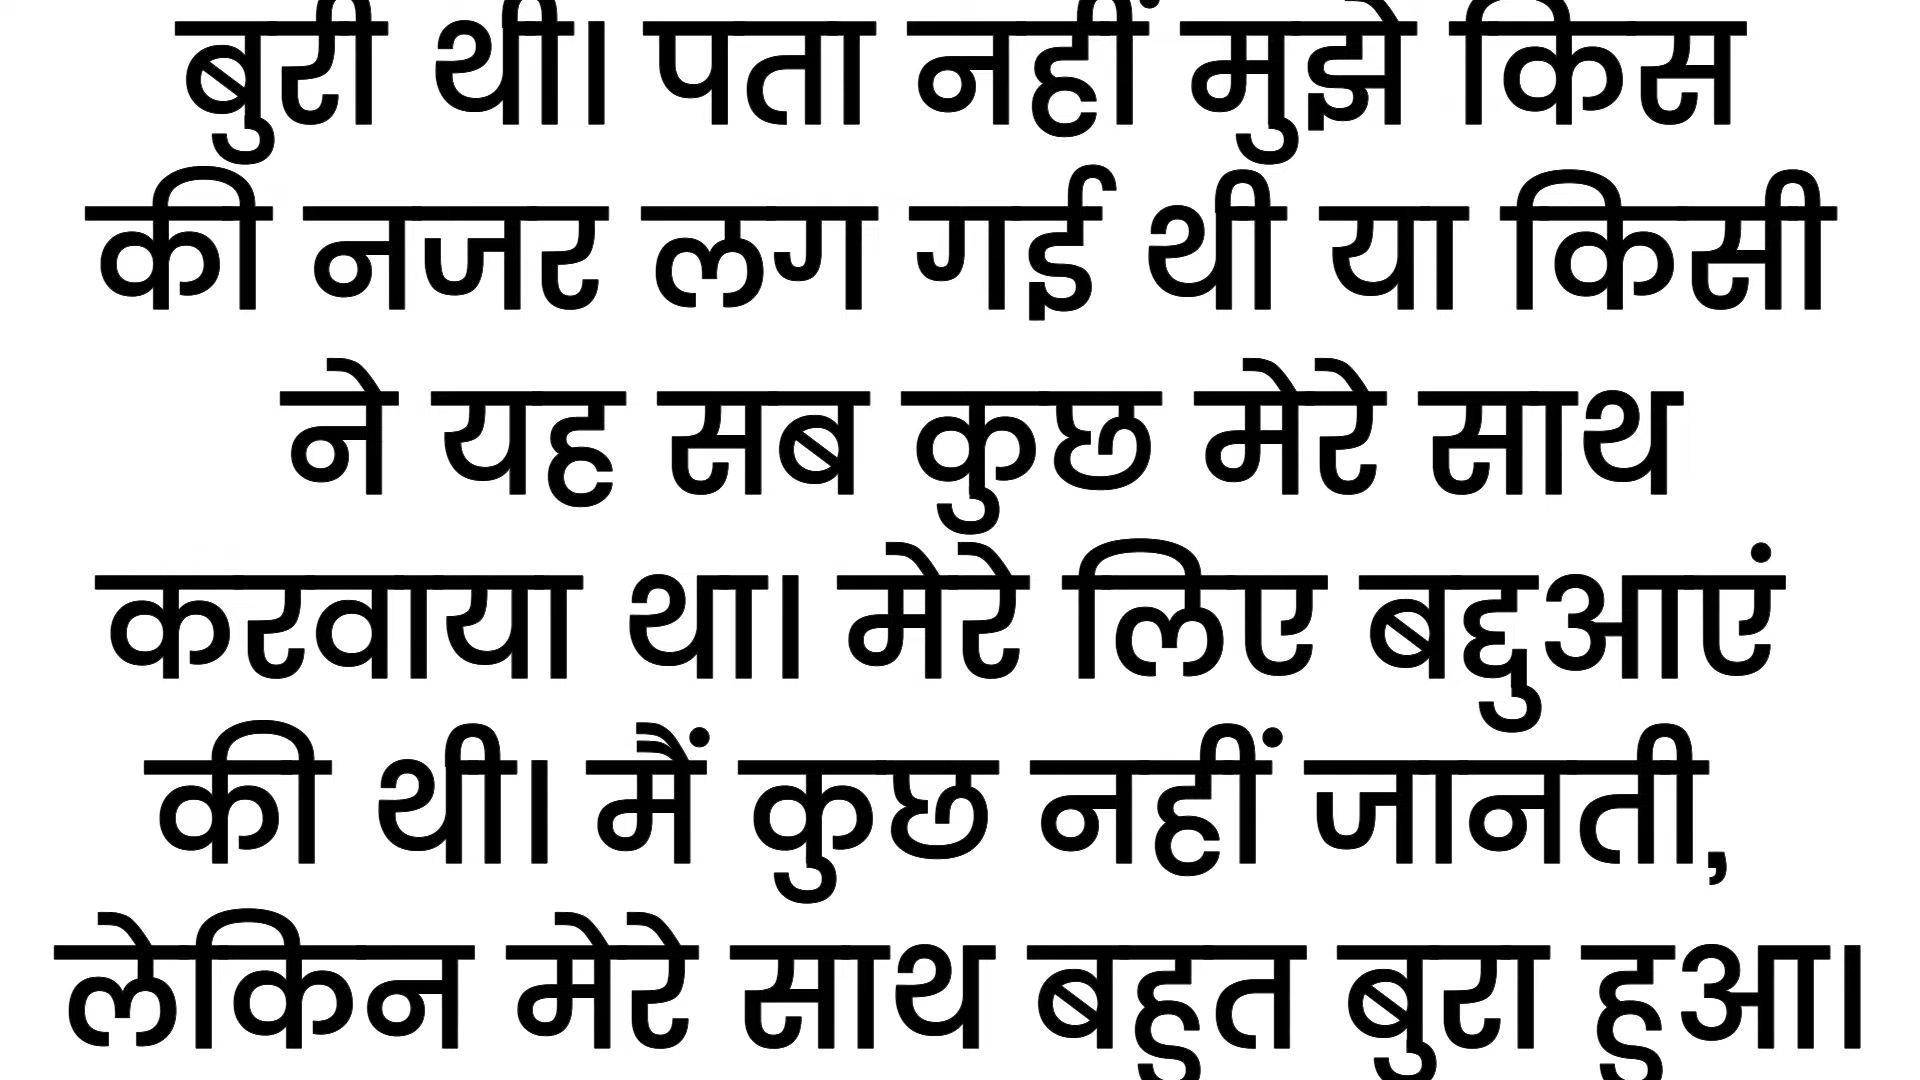 बुरी थी। पता नहीं मुझे किस
की नजर लग गई थी या किसी
ने यह सब कुछ मेरे साथ
करवाया था। मेरे लिए बद्दुआएं
की थी। मैं कुछ नहीं जानती,
लेकिन मेरे साथ बहुत बुरा हुआ।